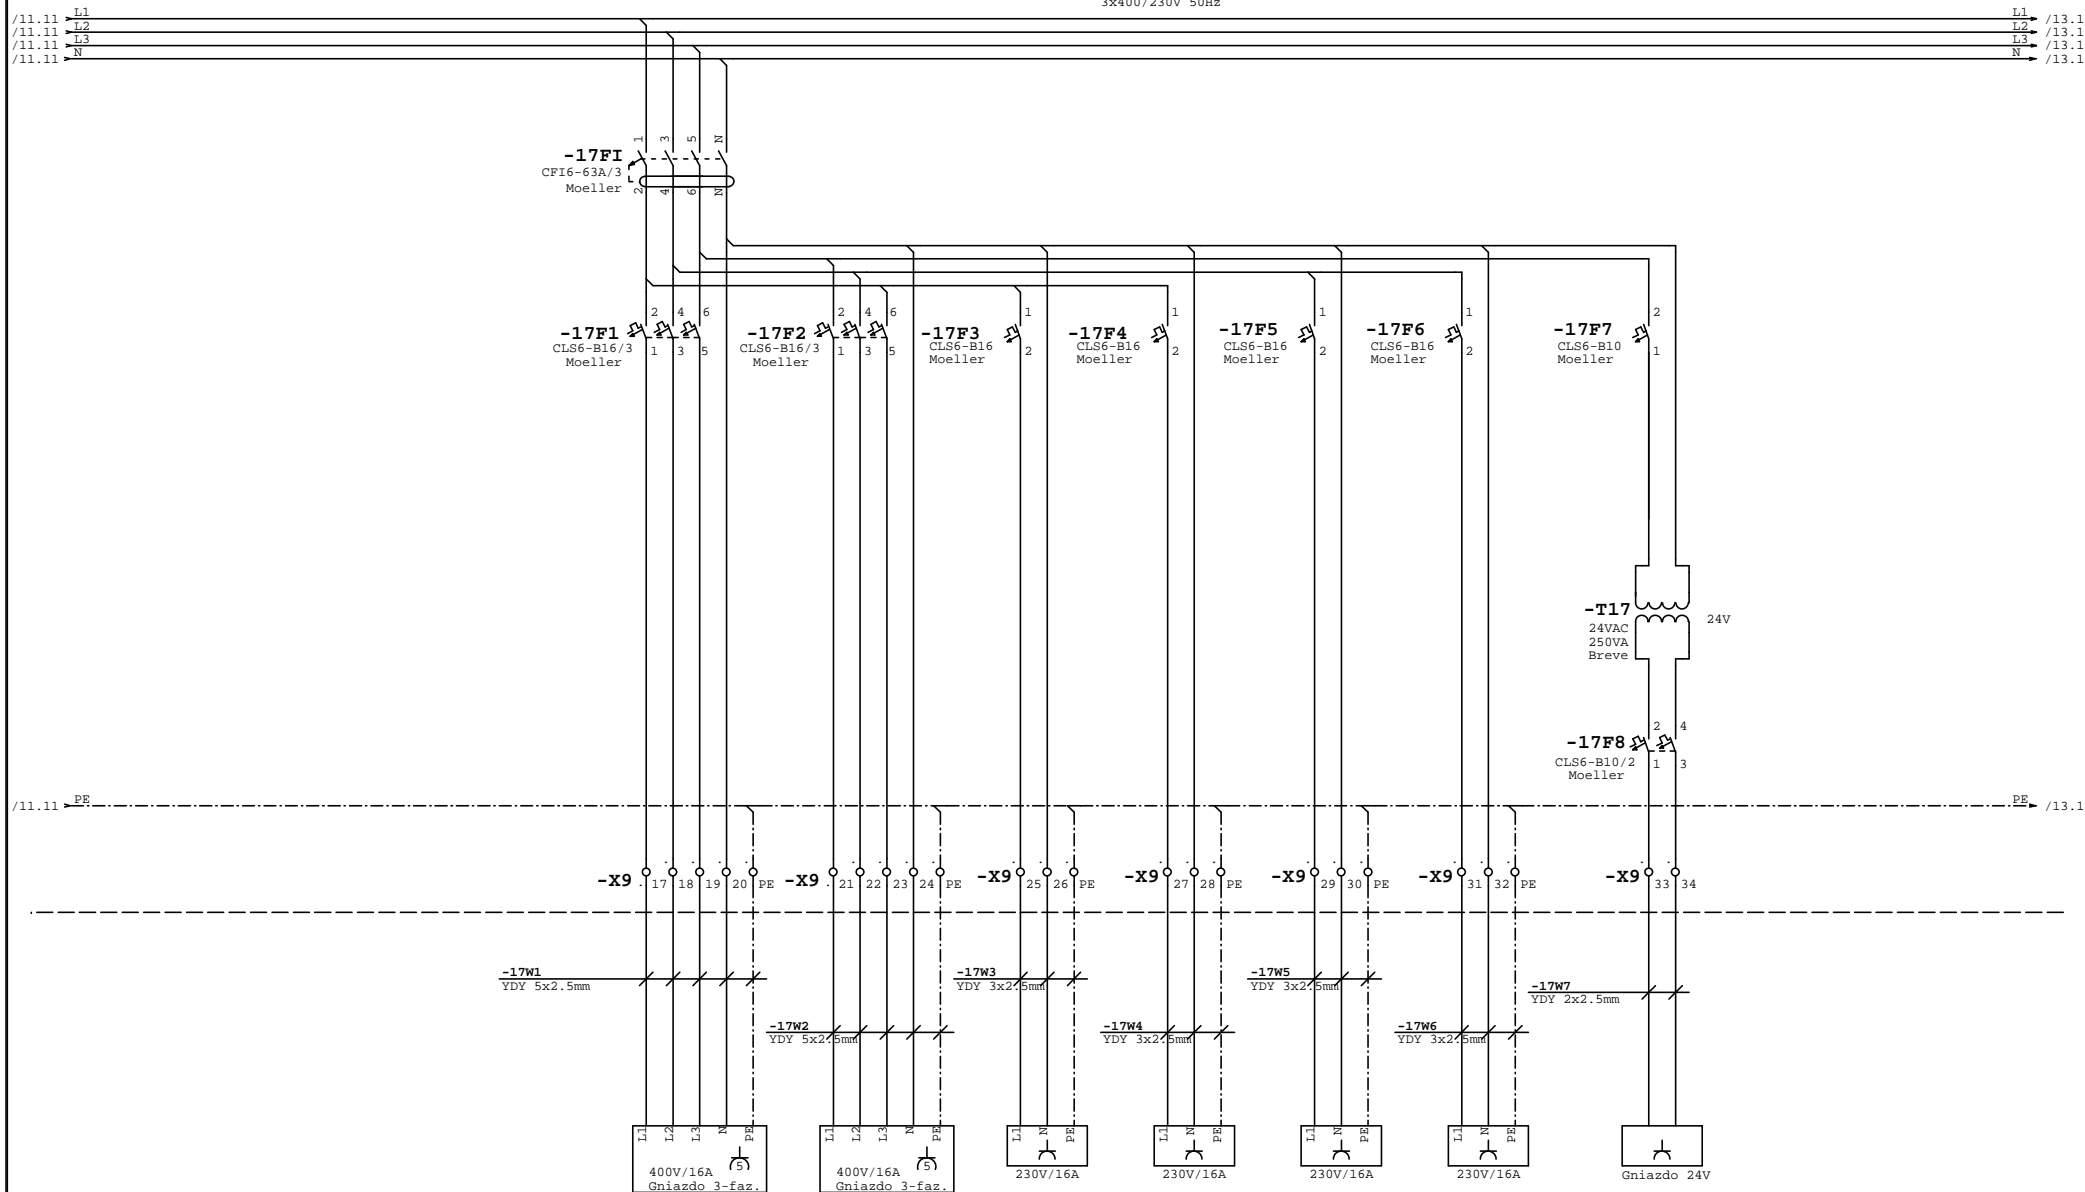 3x400/230V 50Hz
/11.11 L1 L1 /13.1
/11.11 L2 L2 /13.1
/11.11 L3 L3 /13.1
/11.11 N N /13.1
1 3 5 N
-17FI
CFI6-63A/3
Moeller
2 4 6 N
2 4 6
-17F1
CLS6-B16/3
Moeller
1 3 5
2 4 6
-17F2
CLS6-B16/3
Moeller
1 3 5
1
-17F3
CLS6-B16
Moeller
2
1
-17F4
CLS6-B16
Moeller
2
1
-17F5
CLS6-B16
Moeller
2
1
-17F6
CLS6-B16
Moeller
2
2
-17F7
CLS6-B10
Moeller
1
-T17
24VAC
250VA
Breve
24V
2 4
-17F8
CLS6-B10/2
Moeller
1 3
/11.11 PE PE /13.1
-X9 17 18 19 20 PE
-X9 21 22 23 24 PE
-X9 25 26 PE
-X9 27 28 PE
-X9 29 30 PE
-X9 31 32 PE
-X9 33 34
-17W1
YDY 5x2.5mm
-17W2
YDY 5x2.5mm
-17W3
YDY 3x2.5mm
-17W4
YDY 3x2.5mm
-17W5
YDY 3x2.5mm
-17W6
YDY 3x2.5mm
-17W7
YDY 2x2.5mm
L1 L2 L3 N PE
5
400V/16A
Gniazdo 3-faz.
L1 L2 L3 N PE
5
400V/16A
Gniazdo 3-faz.
L1 N PE
230V/16A
L1 N PE
230V/16A
L1 N PE
230V/16A
L1 N PE
230V/16A
Gniazdo 24V